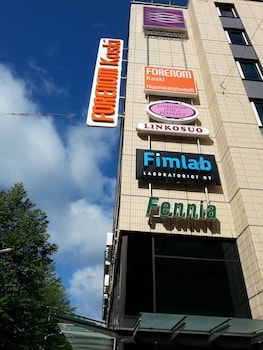 FORENOM Koski
FORENOM
Koski
Huoneistohotelli
LINKOSUO
Fimlab
LABORATORIOT OY
Fennia